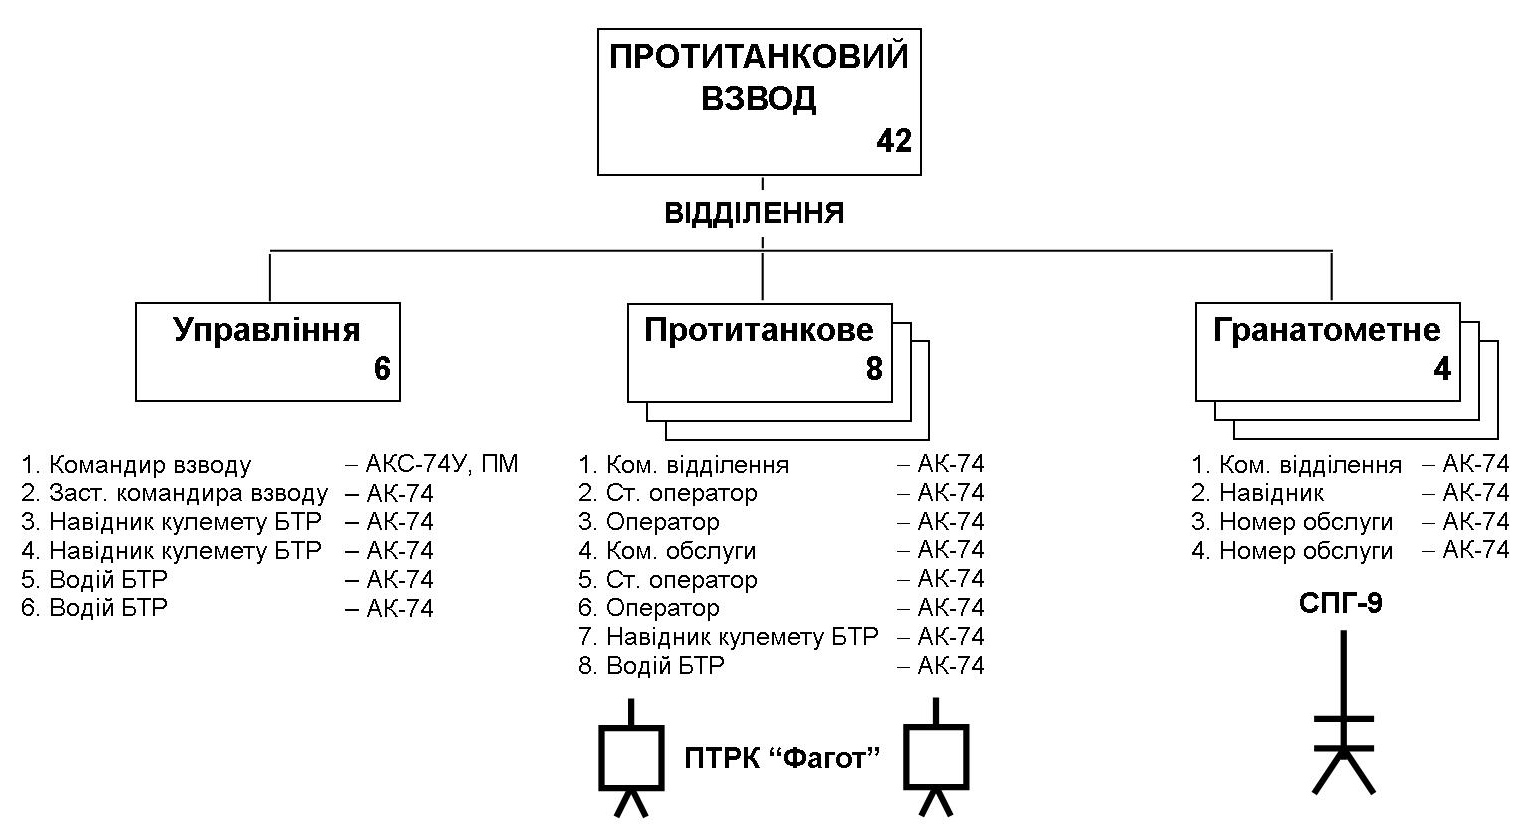 ПРОТИТАНКОВИЙ
ВЗВОД
42
ВІДДІЛЕННЯ
Управління
6
1. Командир взводу – АКС-74У, ПМ
2. Заст. командира взводу – АК-74
3. Навідник кулемету БТР – АК-74
4. Навідник кулемету БТР – АК-74
5. Водій БТР – АК-74
6. Водій БТР – АК-74
Протитанкове
8
1. Ком. відділення – АК-74
2. Ст. оператор – АК-74
3. Оператор – АК-74
4. Ком. обслуги – АК-74
5. Ст. оператор – АК-74
6. Оператор – АК-74
7. Навідник кулемету БТР – АК-74
8. Водій БТР – АК-74
ПТРК “Фагот”
Гранатометне
4
1. Ком. відділення – АК-74
2. Навідник – АК-74
3. Номер обслуги – АК-74
4. Номер обслуги – АК-74
СПГ-9